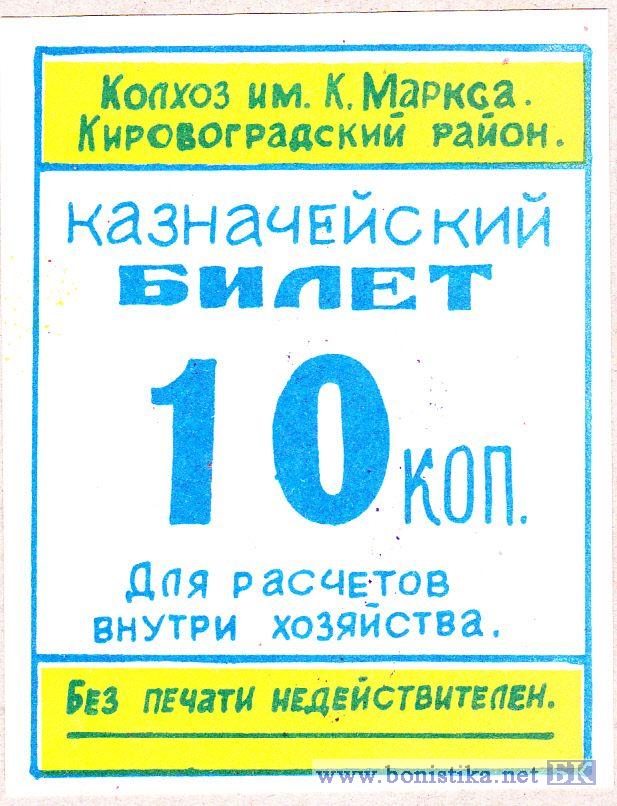 Колхоз им. К. Маркса.
Кировоградский район.
Казначейский
БИЛЕТ
10 коп.
Для расчетов
внутри хозяйства.
Без печати недействителен.
www.bonistika.net БК